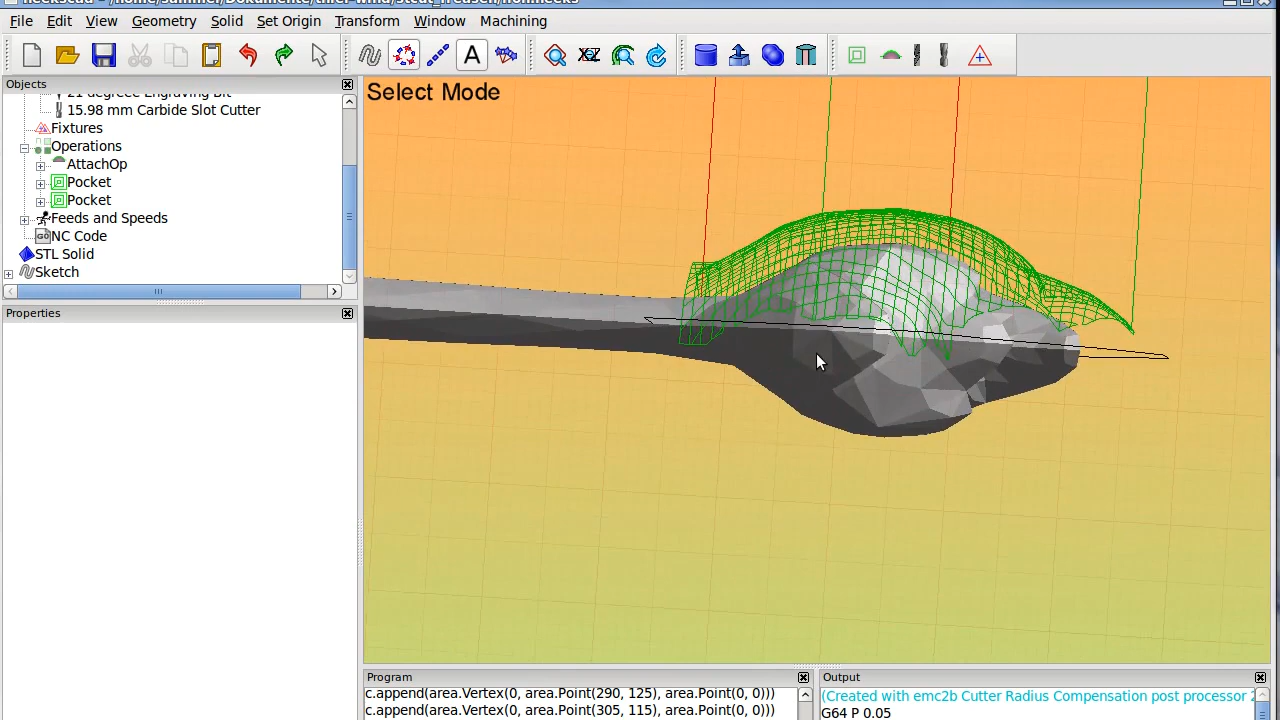 File Edit View Geometry Solid Set Origin Transform Window Machining
A
Objects
15.98 mm Carbide Slot Cutter
Fixtures
Operations
AttachOp
Pocket
Pocket
Feeds and Speeds
NC Code
STL Solid
Sketch
Properties
Select Mode
Program
c.append(area.Vertex(0, area.Point(290, 125), area.Point(0, 0)))
c.append(area.Vertex(0, area.Point(305, 115), area.Point(0, 0)))
Output
(Created with emc2b Cutter Radius Compensation post processor 2
G64 P 0.05